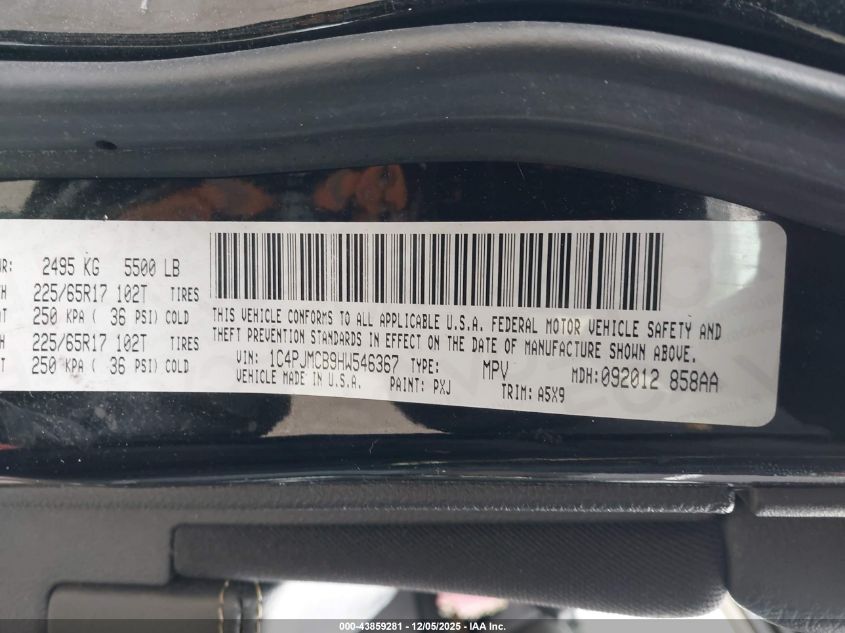 2495 KG 5500 LB
225/65R17 102T TIRES
250 KPA ( 36 PSI) COLD
225/65R17 102T TIRES
250 KPA ( 36 PSI) COLD
THIS VEHICLE CONFORMS TO ALL APPLICABLE U.S.A. FEDERAL MOTOR VEHICLE SAFETY AND
THEFT PREVENTION STANDARDS IN EFFECT ON THE DATE OF MANUFACTURE SHOWN ABOVE.
VIN: 1C4PJMCB9HW546367 TYPE: MPV MDH: 092012 858AA
VEHICLE MADE IN U.S.A. PAINT: PXJ TRIM: A5X9
000-43859281 - 12/05/2025 - IAA Inc.